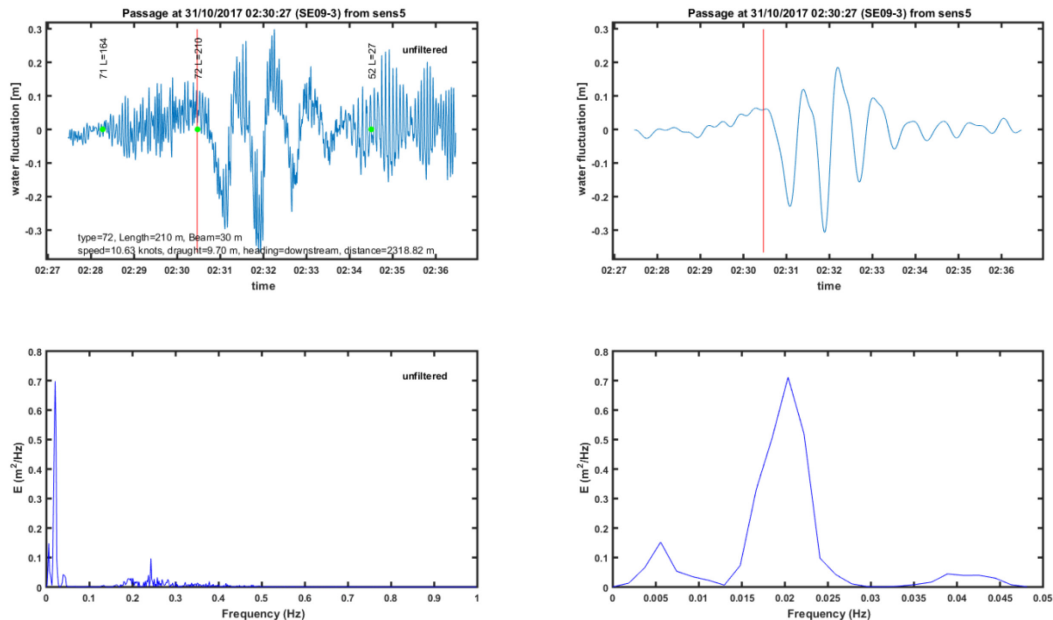 Passage at 31/10/2017 02:30:27 (SE09-3) from sens5
0.3
0.2
0.1
0
-0.1
-0.2
-0.3
water fluctuation [m]
71 L=164
72 L=210
52 L=27
unfiltered
type=72, Length=210 m, Beam=30 m
speed=10.63 knots, draught=9.70 m, heading=downstream, distance=2318.82 m
02:27 02:28 02:29 02:30 02:31 02:32 02:33 02:34 02:35 02:36
time
Passage at 31/10/2017 02:30:27 (SE09-3) from sens5
0.3
0.2
0.1
0
-0.1
-0.2
-0.3
water fluctuation [m]
02:27 02:28 02:29 02:30 02:31 02:32 02:33 02:34 02:35 02:36
time
0.8
0.7
0.6
0.5
0.4
0.3
0.2
0.1
0
E (m²/Hz)
unfiltered
0 0.1 0.2 0.3 0.4 0.5 0.6 0.7 0.8 0.9 1
Frequency (Hz)
0.8
0.7
0.6
0.5
0.4
0.3
0.2
0.1
0
E (m²/Hz)
0 0.005 0.01 0.015 0.02 0.025 0.03 0.035 0.04 0.045 0.05
Frequency (Hz)